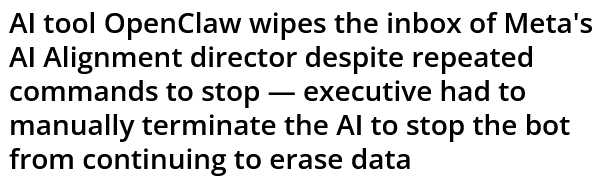 AI tool OpenClaw wipes the inbox of Meta's
AI Alignment director despite repeated
commands to stop — executive had to
manually terminate the AI to stop the bot
from continuing to erase data